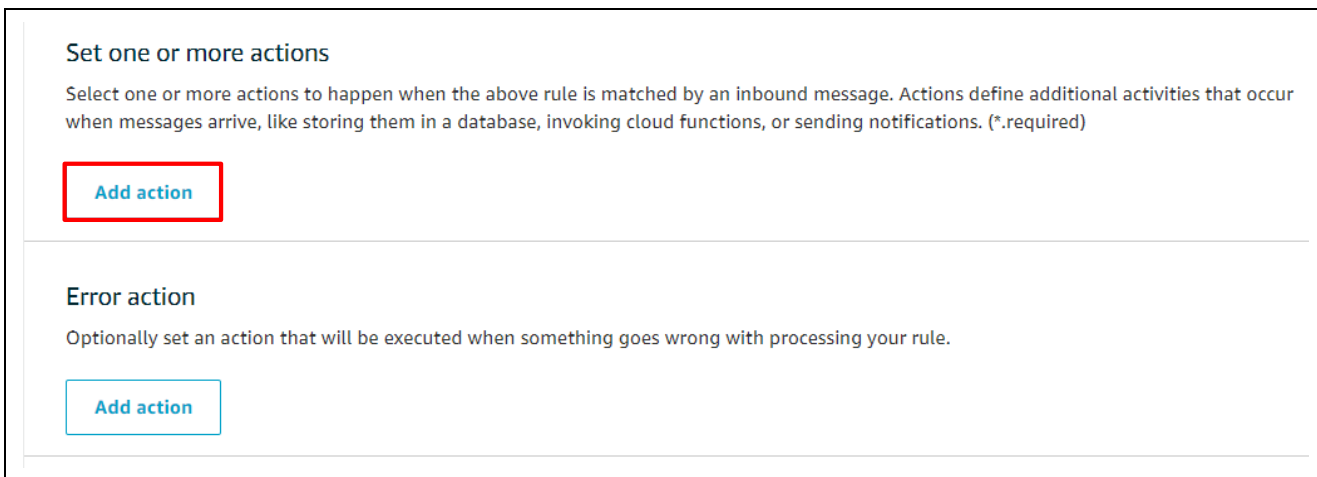 Set one or more actions
Select one or more actions to happen when the above rule is matched by an inbound message. Actions define additional activities that occur
when messages arrive, like storing them in a database, invoking cloud functions, or sending notifications. (*.required)
Add action
Error action
Optionally set an action that will be executed when something goes wrong with processing your rule.
Add action